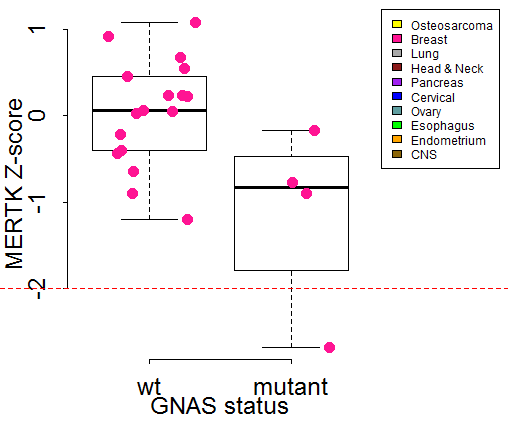 MERTK Z-score
1
0
-1
-2
wt mutant
GNAS status
Osteosarcoma
Breast
Lung
Head & Neck
Pancreas
Cervical
Ovary
Esophagus
Endometrium
CNS